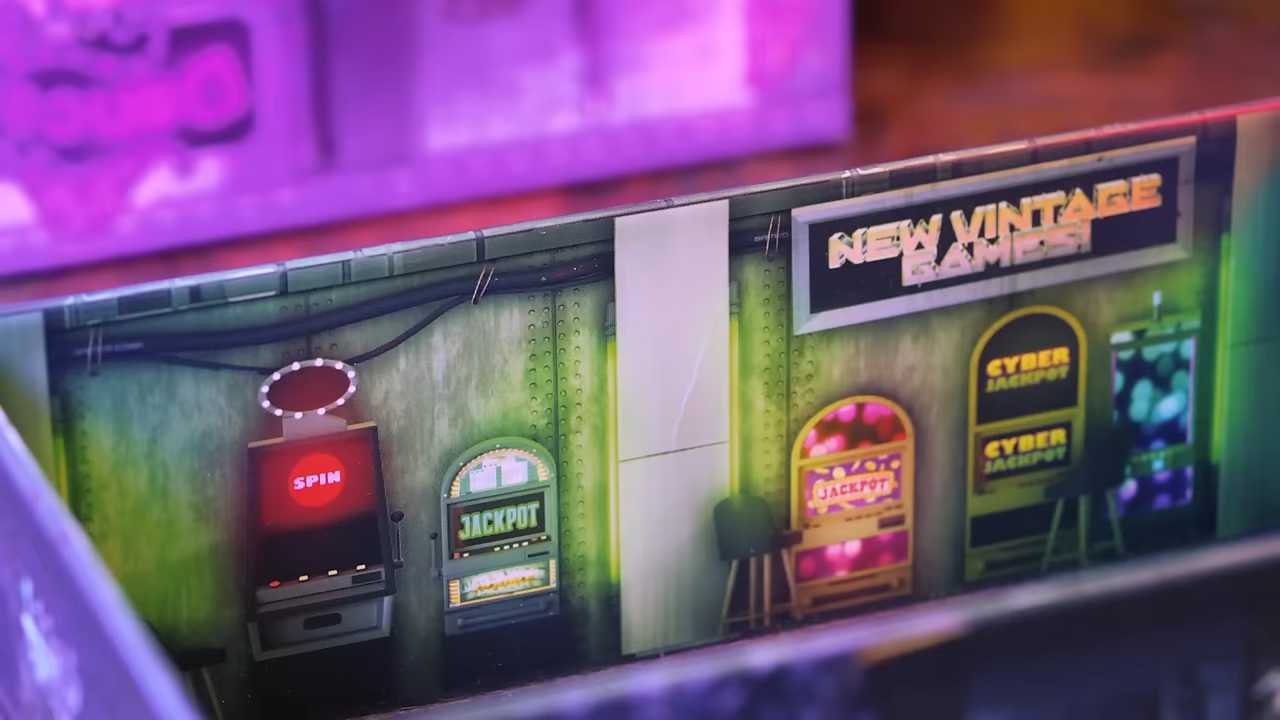 NEW VINTAGE
GAMES!
CYBER
JACKPOT
CYBER
JACKPOT
SPIN
JACKPOT
JACKPOT